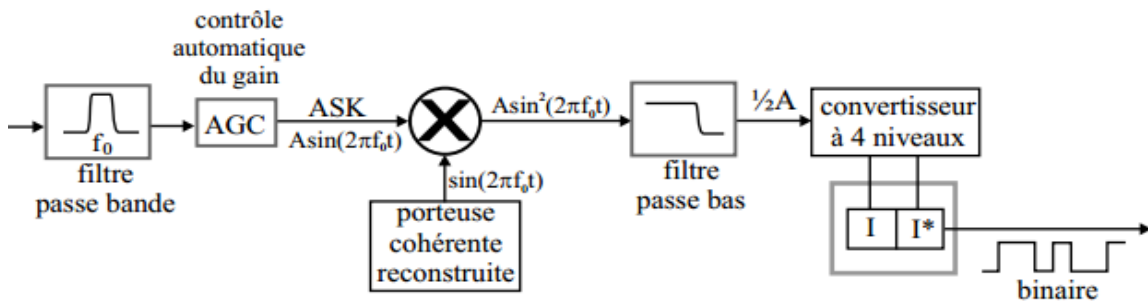 contrôle
automatique
du gain
f₀
filtre
passe bande
AGC
ASK
Asin(2πf₀t)
X
sin(2πf₀t)
porteuse
cohérente
reconstruite
Asin²(2πf₀t)
filtre
passe bas
½A
convertisseur
à 4 niveaux
I I*
binaire